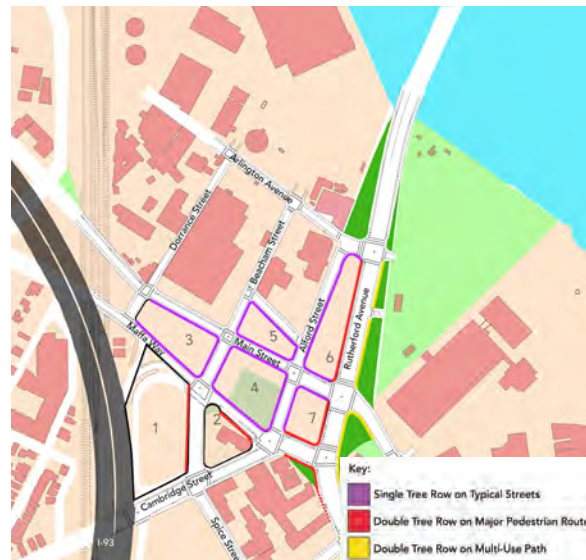 Arlington Avenue
Dorrance Street
Beacham Street
Alford Street
Rutherford Avenue
Maffa Way
Main Street
3
5
6
4
7
1
2
Cambridge Street
Spice Street
I-93
Key:
Single Tree Row on Typical Streets
Double Tree Row on Major Pedestrian Route
Double Tree Row on Multi-Use Path